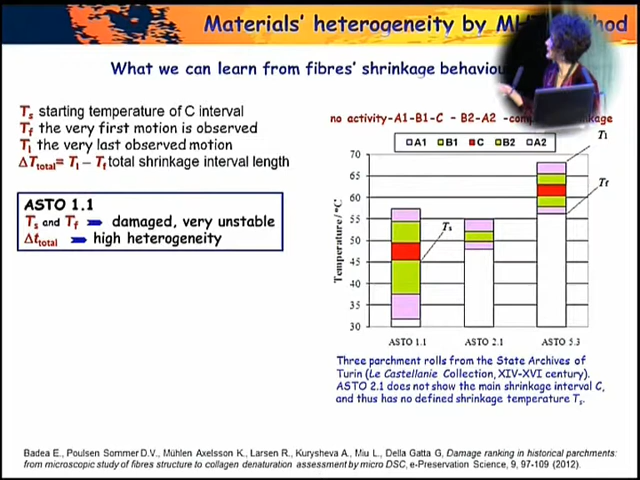 Materials' heterogeneity by MH
hod
What we can learn from fibres' shrinkage behaviou
Ts starting temperature of C interval
Tf the very first motion is observed
Tl the very last observed motion
ΔTtotal= Tl – Tf total shrinkage interval length
ASTO 1.1
Ts and Tf damaged, very unstable
Δttotal high heterogeneity
no activity-A1-B1-C - B2-A2 -com
kage
A1 B1 C B2 A2
Tl
Tf
Ts
70
65
60
55
50
45
40
35
30
Temperature/°C
ASTO 1.1 ASTO 2.1 ASTO 5.3
Three parchment rolls from the State Archives of
Turin (Le Castellanie Collection, XIV-XVI century).
ASTO 2.1 does not show the main shrinkage interval C,
and thus has no defined shrinkage temperature Ts.
Badea E., Poulsen Sommer D.V., Mühlen Axelsson K., Larsen R., Kurysheva A., Miu L., Della Gatta G, Damage ranking in historical parchments:
from microscopic study of fibres structure to collagen denaturation assessment by micro DSC, e-Preservation Science, 9, 97-109 (2012).